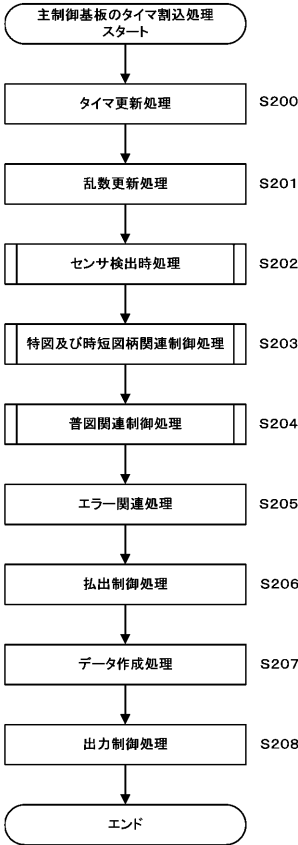 主制御基板のタイマ割込処理
スタート
タイマ更新処理 S200
乱数更新処理 S201
センサ検出時処理 S202
特図及び時短図柄関連制御処理 S203
普図関連制御処理 S204
エラー関連処理 S205
払出制御処理 S206
データ作成処理 S207
出力制御処理 S208
エンド